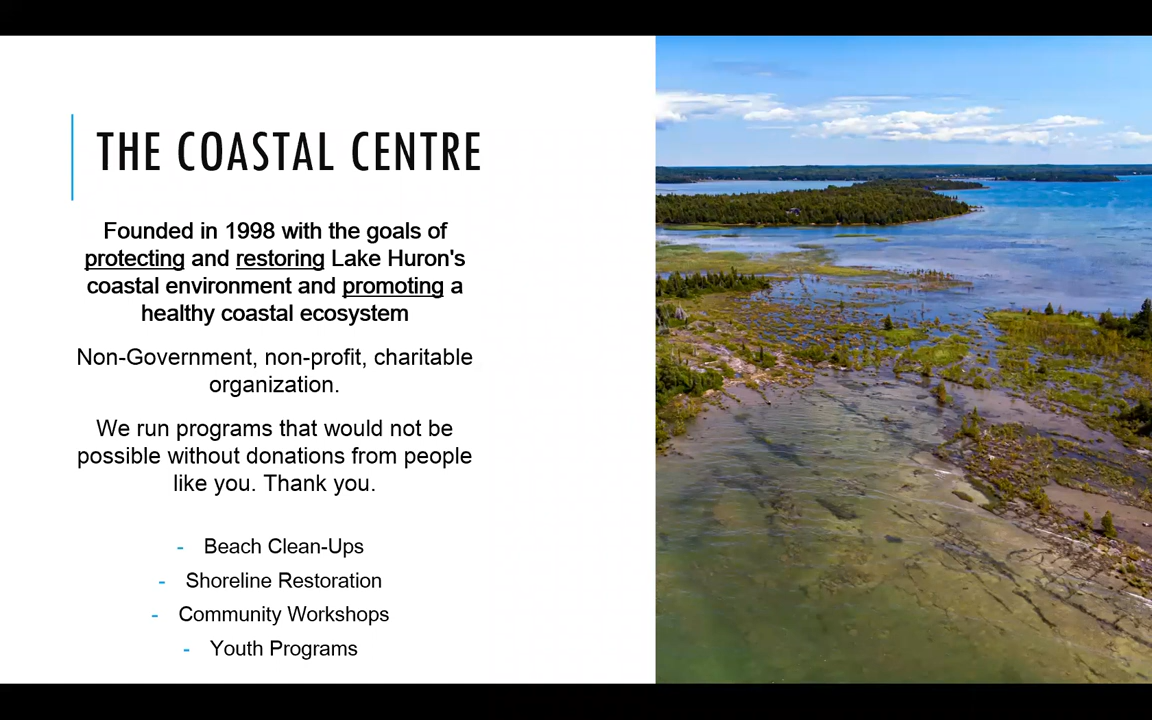 THE COASTAL CENTRE
Founded in 1998 with the goals of
protecting and restoring Lake Huron's
coastal environment and promoting a
healthy coastal ecosystem
Non-Government, non-profit, charitable
organization.
We run programs that would not be
possible without donations from people
like you. Thank you.
- Beach Clean-Ups
- Shoreline Restoration
- Community Workshops
- Youth Programs